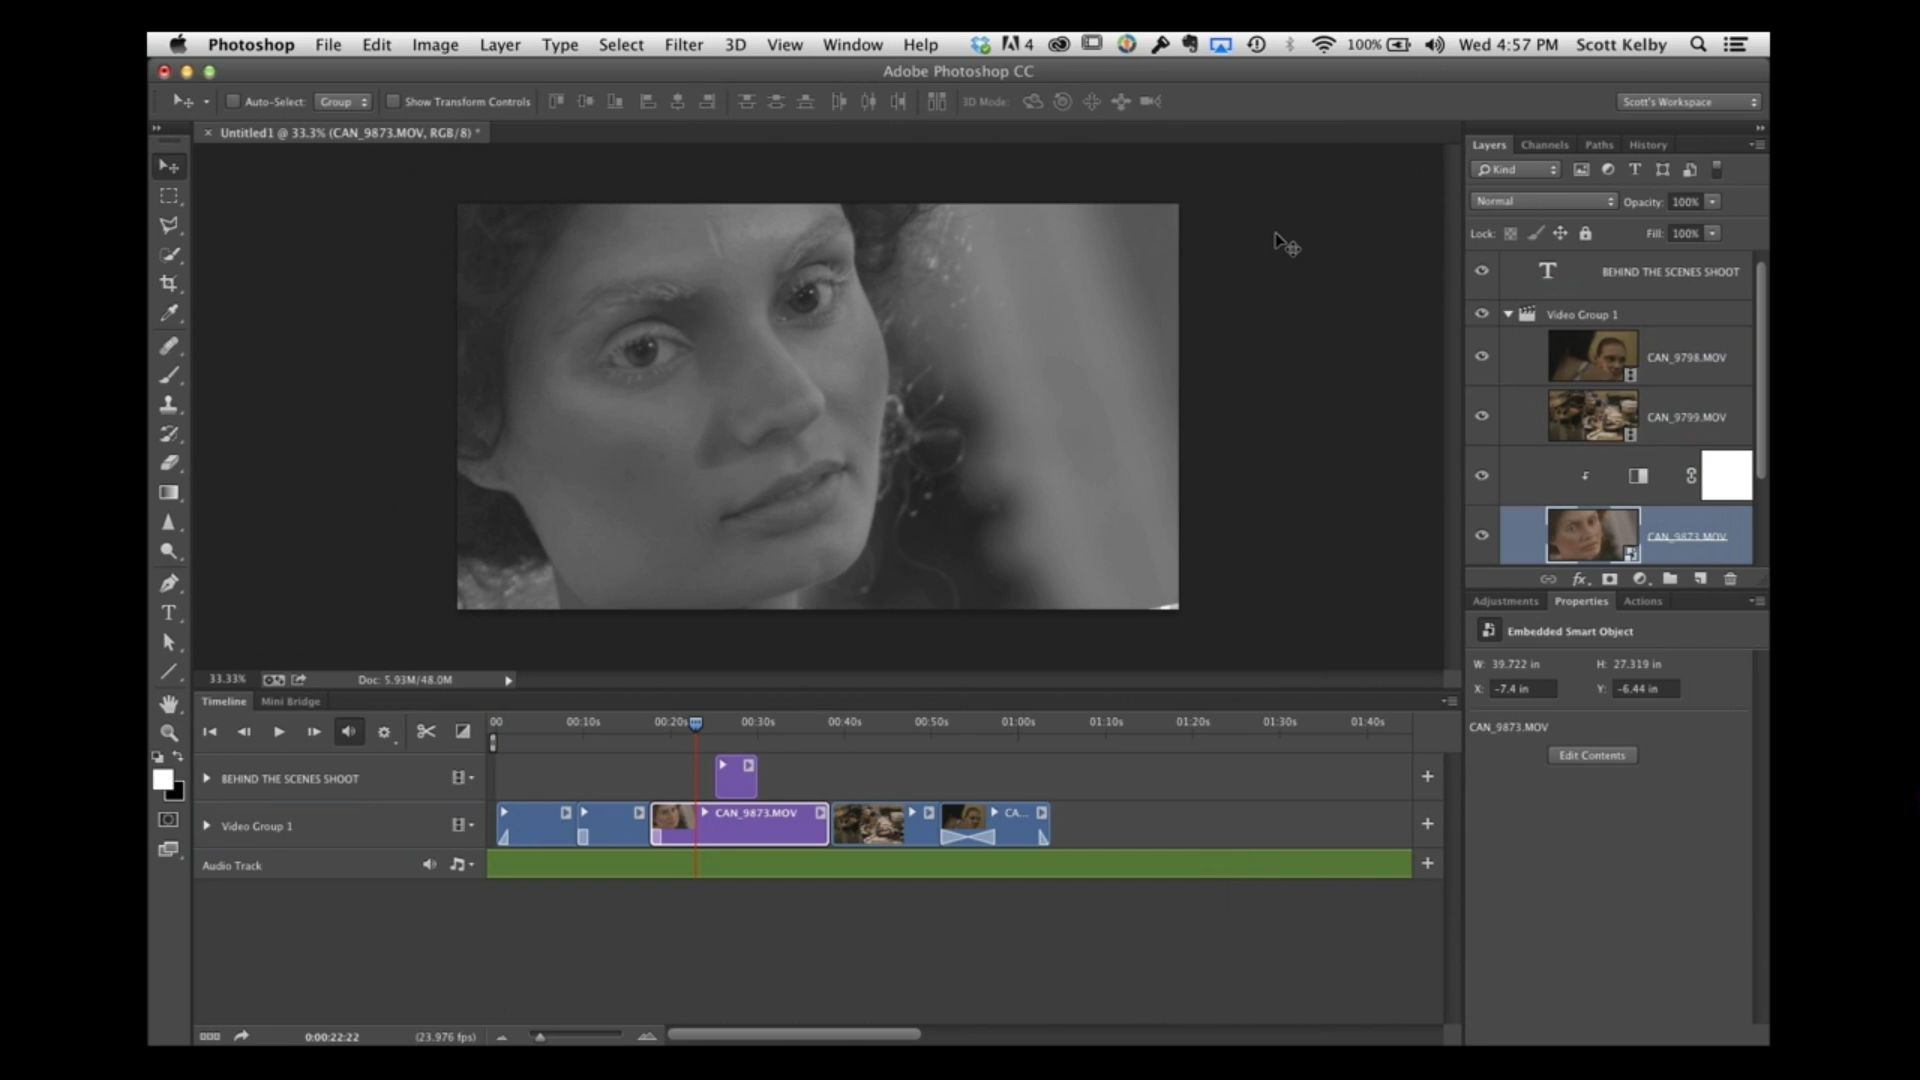 Photoshop File Edit Image Layer Type Select Filter 3D View Window Help 4 100% Wed 4:57 PM Scott Kelby
Adobe Photoshop CC
Auto-Select: Group Show Transform Controls 3D Mode: Scott's Workspace
× Untitled1 @ 33.3% (CAN_9873.MOV, RGB/8) *
Layers Channels Paths History
Kind T
Normal Opacity: 100%
Lock: Fill: 100%
T BEHIND THE SCENES SHOOT
Video Group 1
CAN_9798.MOV
CAN_9799.MOV
CAN_9873.MOV
fx
Adjustments Properties Actions
Embedded Smart Object
W: 39.722 in H: 27.319 in
X: -7.4 in Y: -6.44 in
CAN_9873.MOV
Edit Contents
33.33% Doc: 5.93M/48.0M
Timeline Mini Bridge
00 00:10s 00:20s 00:30s 00:40s 00:50s 01:00s 01:10s 01:20s 01:30s 01:40s
BEHIND THE SCENES SHOOT
Video Group 1 CAN_9873.MOV CA...
Audio Track
0:00:22:22 (23.976 fps)